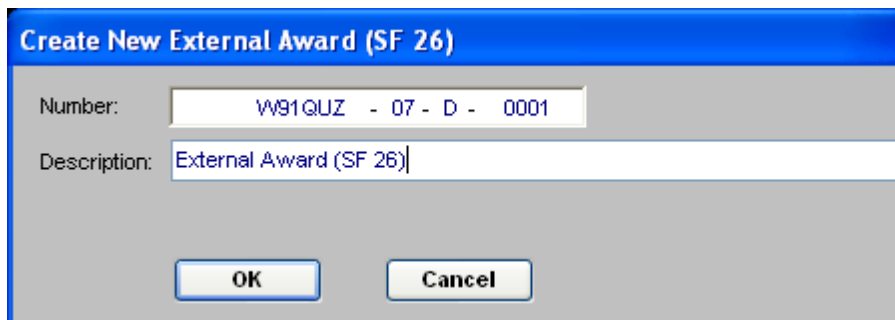 Create New External Award (SF 26)
Number: W91QUZ - 07 - D - 0001
Description: External Award (SF 26)
OK Cancel